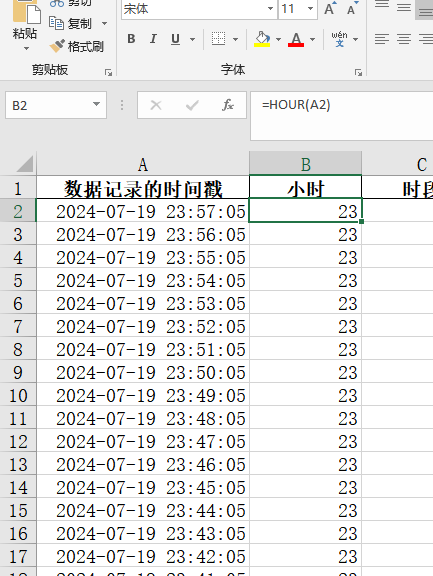 剪切
宋体 11 A A
粘贴
复制
格式刷
B I U A wén 文
剪贴板 字体
B2 fx =HOUR(A2)
A B C
1 数据记录的时间戳 小时 时段
2 2024-07-19 23:57:05 23
3 2024-07-19 23:56:05 23
4 2024-07-19 23:55:05 23
5 2024-07-19 23:54:05 23
6 2024-07-19 23:53:05 23
7 2024-07-19 23:52:05 23
8 2024-07-19 23:51:05 23
9 2024-07-19 23:50:05 23
10 2024-07-19 23:49:05 23
11 2024-07-19 23:48:05 23
12 2024-07-19 23:47:05 23
13 2024-07-19 23:46:05 23
14 2024-07-19 23:45:05 23
15 2024-07-19 23:44:05 23
16 2024-07-19 23:43:05 23
17 2024-07-19 23:42:05 23